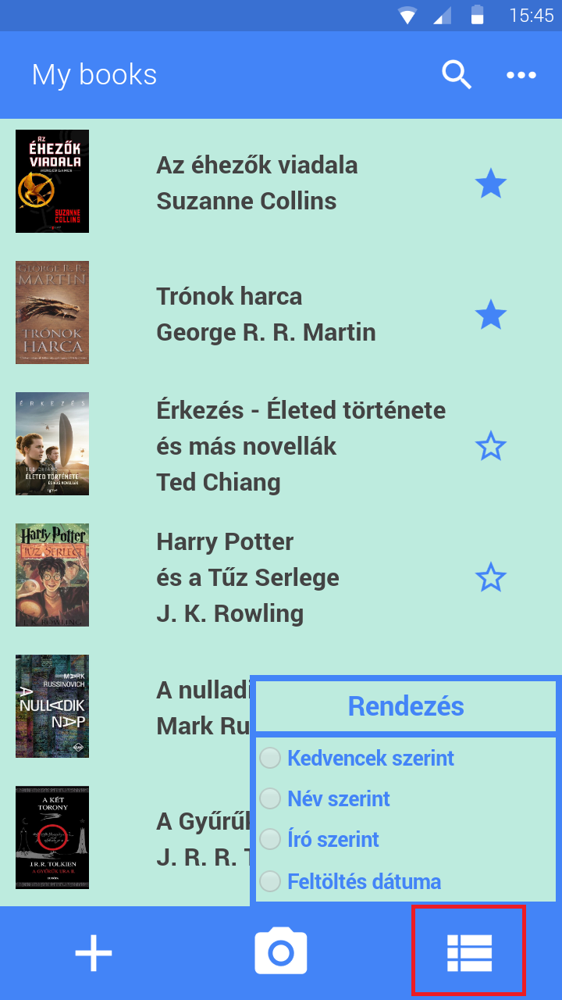 15:45
My books
AZ
ÉHEZŐK
VIADALA
HUNGER GAMES
SUZANNE
COLLINS
Az éhezők viadala
Suzanne Collins
GEORGE R. R.
MARTIN
TRÓNOK
HARCA
Trónok harca
George R. R. Martin
ÉRKEZÉS
TED CHIANG
ÉLETED TÖRTÉNETE
ÉS MÁS NOVELLÁK
Érkezés - Életed története
és más novellák
Ted Chiang
Harry Potter
TŰZ SERLEGE
J. K. ROWLING
Harry Potter
és a Tűz Serlege
J. K. Rowling
MARK
RUSSINOVICH
A
NULLADIK
NAP
A nulladi
Mark Ru
A KÉT
TORONY
J.R.R. TOLKIEN
A GYŰRŰK URA II.
A Gyűrűk
J. R. R. T
Rendezés
Kedvencek szerint
Név szerint
Író szerint
Feltöltés dátuma